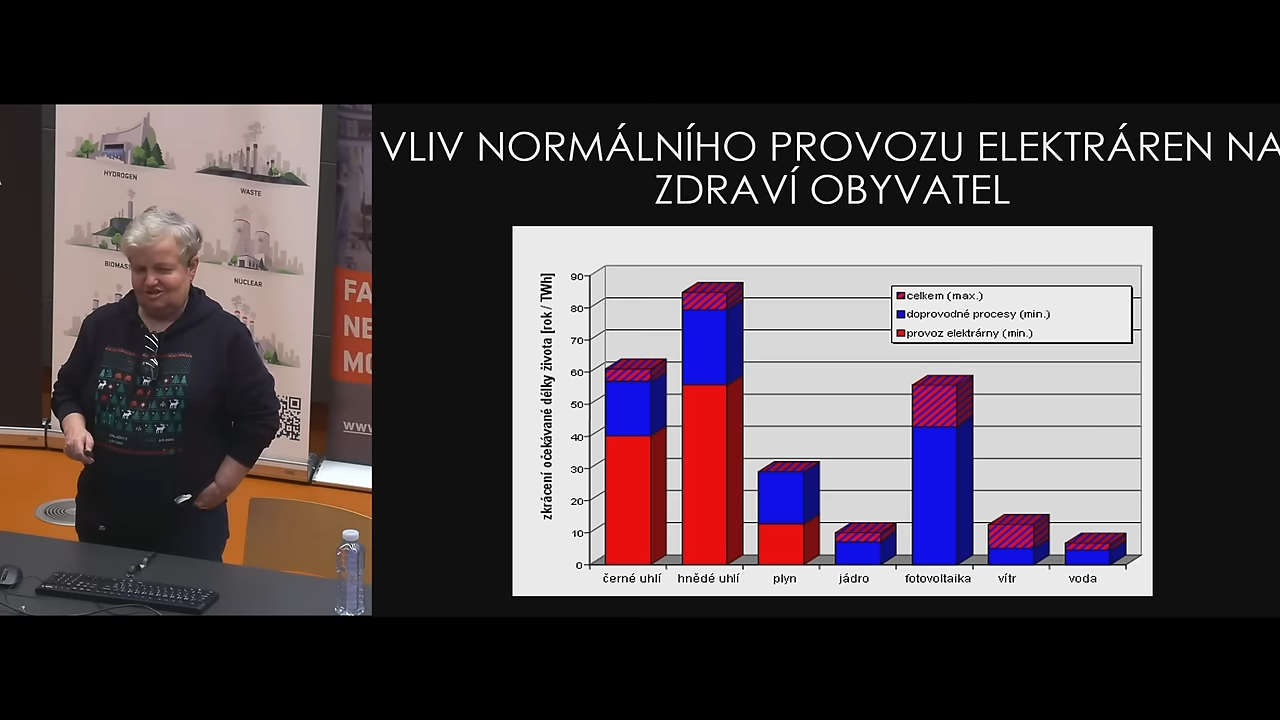 HYDROGEN
WASTE
BIOMASS
NUCLEAR
FA
NE
MO
www
VLIV NORMÁLNÍHO PROVOZU ELEKTRÁREN NA
ZDRAVÍ OBYVATEL
zkrácení očekávané délky života [rok / TWh]
90
80
70
60
50
40
30
20
10
0
celkem (max.)
doprovodné procesy (min.)
provoz elektrárny (min.)
černé uhlí hnědé uhlí plyn jádro fotovoltaika vítr voda